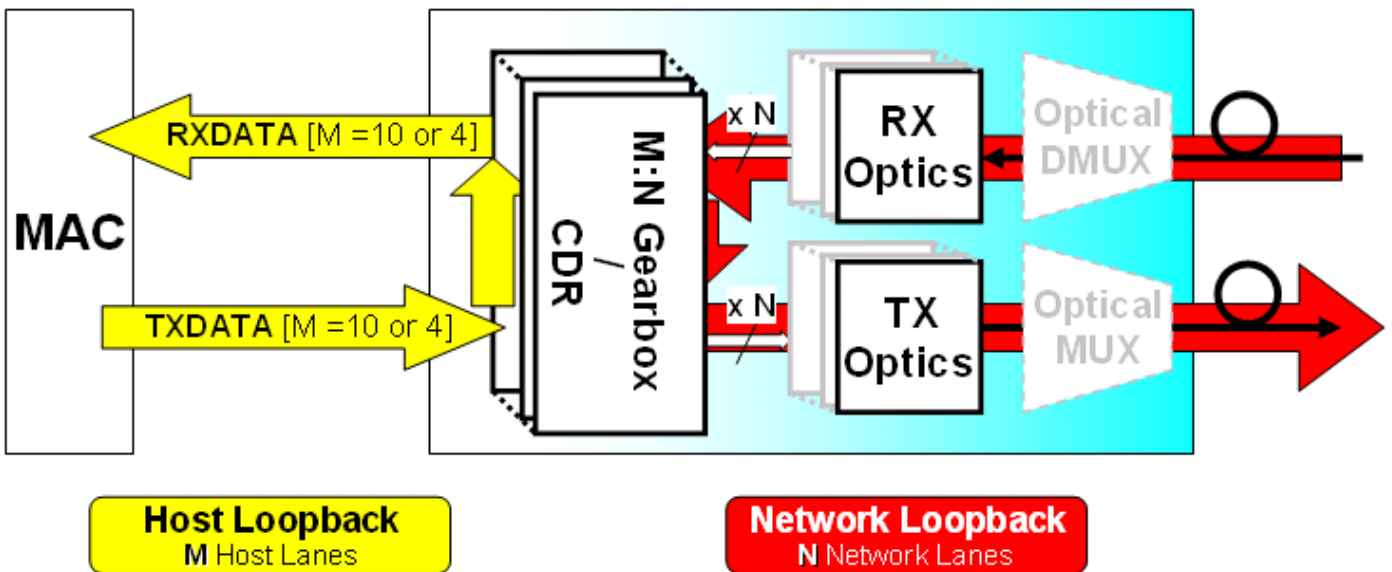 MAC
RXDATA [M =10 or 4]
TXDATA [M =10 or 4]
M:N Gearbox
/
CDR
x N
x N
RX
Optics
TX
Optics
Optical
DMUX
Optical
MUX
Host Loopback
M Host Lanes
Network Loopback
N Network Lanes